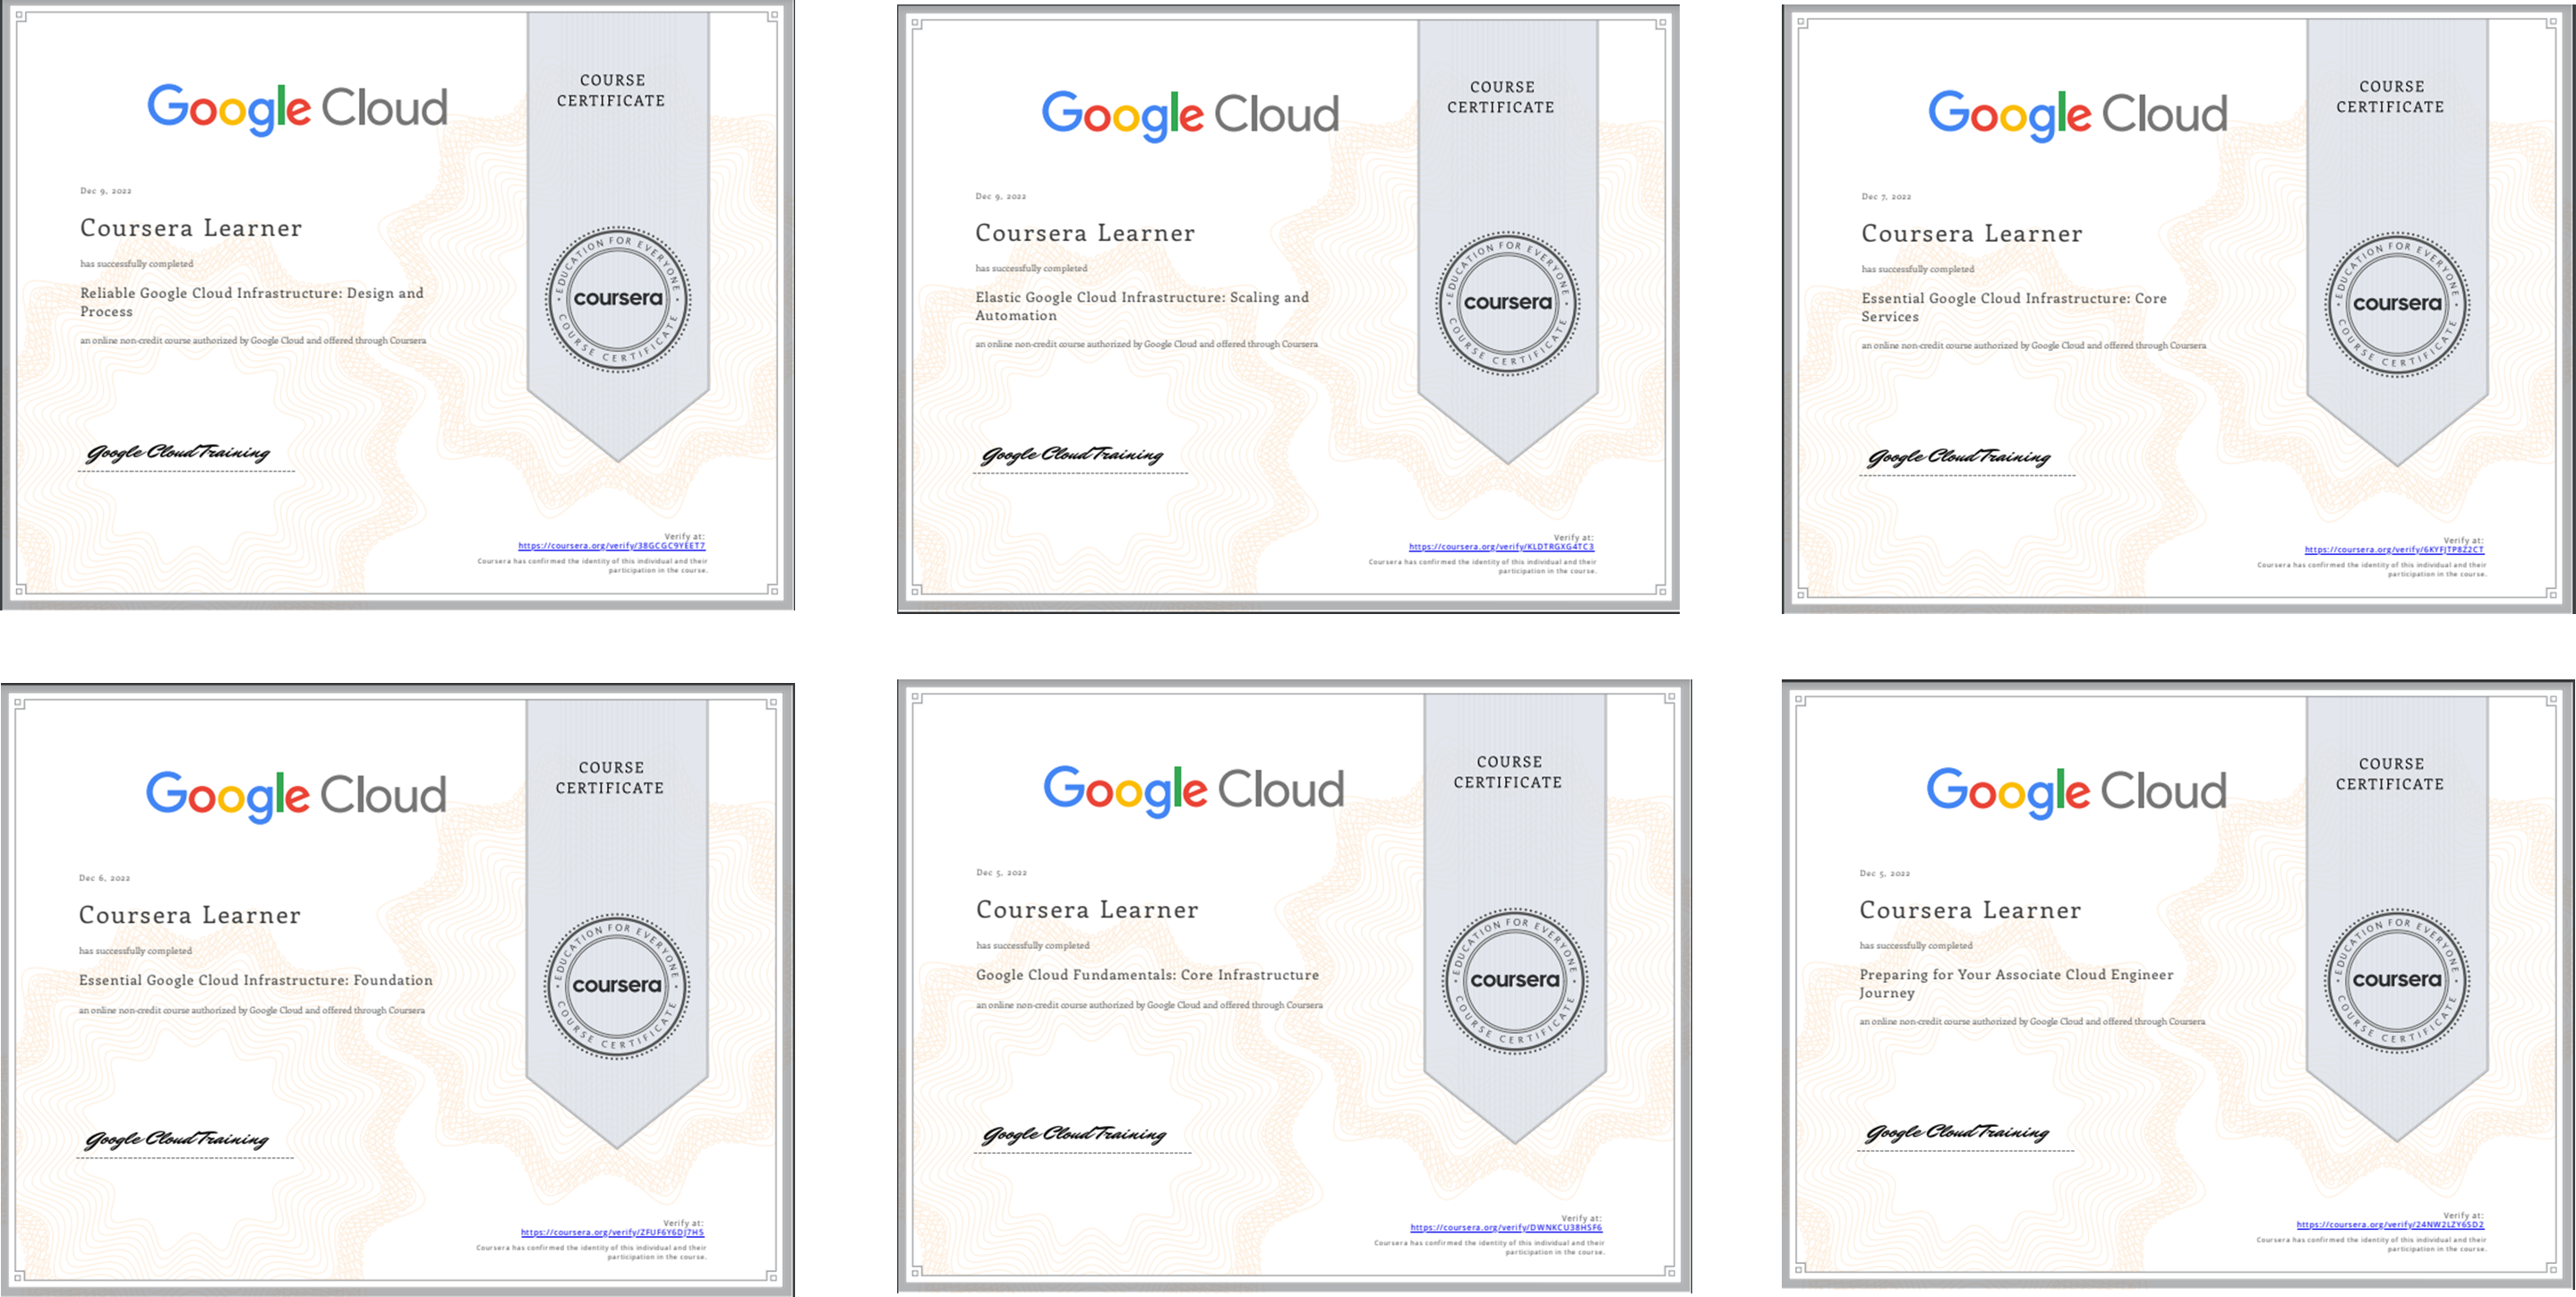 Google Cloud
COURSE
CERTIFICATE
Dec 9, 2022
Coursera Learner
has successfully completed
Reliable Google Cloud Infrastructure: Design and
Process
an online non-credit course authorized by Google Cloud and offered through Coursera
EDUCATION FOR EVERYONE
coursera
COURSE CERTIFICATE
Google Cloud Training
Verify at:
https://coursera.org/verify/38GCGC9YEET7
Coursera has confirmed the identity of this individual and their
participation in the course.
Google Cloud
COURSE
CERTIFICATE
Dec 9, 2022
Coursera Learner
has successfully completed
Elastic Google Cloud Infrastructure: Scaling and
Automation
an online non-credit course authorized by Google Cloud and offered through Coursera
EDUCATION FOR EVERYONE
coursera
COURSE CERTIFICATE
Google Cloud Training
Verify at:
https://coursera.org/verify/KLDTRGXG4TC3
Coursera has confirmed the identity of this individual and their
participation in the course.
Google Cloud
COURSE
CERTIFICATE
Dec 7, 2022
Coursera Learner
has successfully completed
Essential Google Cloud Infrastructure: Core
Services
an online non-credit course authorized by Google Cloud and offered through Coursera
EDUCATION FOR EVERYONE
coursera
COURSE CERTIFICATE
Google Cloud Training
Verify at:
https://coursera.org/verify/6KYFJTP8Z2CT
Coursera has confirmed the identity of this individual and their
participation in the course.
Google Cloud
COURSE
CERTIFICATE
Dec 6, 2022
Coursera Learner
has successfully completed
Essential Google Cloud Infrastructure: Foundation
an online non-credit course authorized by Google Cloud and offered through Coursera
EDUCATION FOR EVERYONE
coursera
COURSE CERTIFICATE
Google Cloud Training
Verify at:
https://coursera.org/verify/ZFUF6Y6DJ7HS
Coursera has confirmed the identity of this individual and their
participation in the course.
Google Cloud
COURSE
CERTIFICATE
Dec 5, 2022
Coursera Learner
has successfully completed
Google Cloud Fundamentals: Core Infrastructure
an online non-credit course authorized by Google Cloud and offered through Coursera
EDUCATION FOR EVERYONE
coursera
COURSE CERTIFICATE
Google Cloud Training
Verify at:
https://coursera.org/verify/DWNKCU38HSF6
Coursera has confirmed the identity of this individual and their
participation in the course.
Google Cloud
COURSE
CERTIFICATE
Dec 5, 2022
Coursera Learner
has successfully completed
Preparing for Your Associate Cloud Engineer
Journey
an online non-credit course authorized by Google Cloud and offered through Coursera
EDUCATION FOR EVERYONE
coursera
COURSE CERTIFICATE
Google Cloud Training
Verify at:
https://coursera.org/verify/24NW2LZY6SD2
Coursera has confirmed the identity of this individual and their
participation in the course.